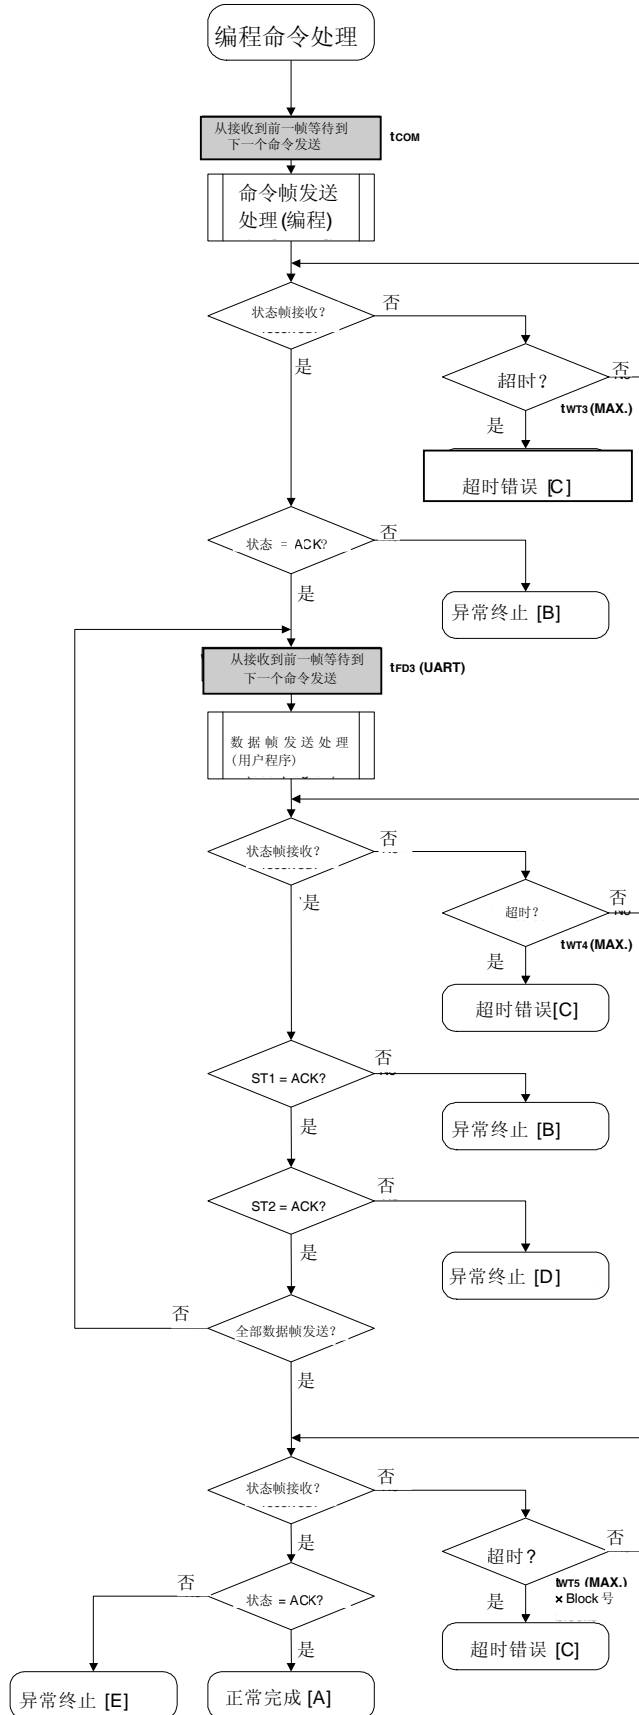 编程命令处理
从接收到前一帧等待到
下一个命令发送
tCOM
命令帧发送
处理(编程)
状态帧接收?
否
是
超时?
否
tWT3 (MAX.)
是
超时错误 [C]
状态 = ACK?
否
是
异常终止 [B]
从接收到前一帧等待到
下一个命令发送
tFD3 (UART)
数据帧发送处理
(用户程序)
状态帧接收?
否
是
超时?
否
No
tWT4 (MAX.)
是
超时错误[C]
ST1 = ACK?
否
是
异常终止 [B]
ST2 = ACK?
否
是
异常终止 [D]
否
全部数据帧发送?
是
状态帧接收?
否
是
超时?
否
tWT5 (MAX.)
× Block 号
是
超时错误 [C]
否
状态 = ACK?
是
异常终止 [E]
正常完成 [A]